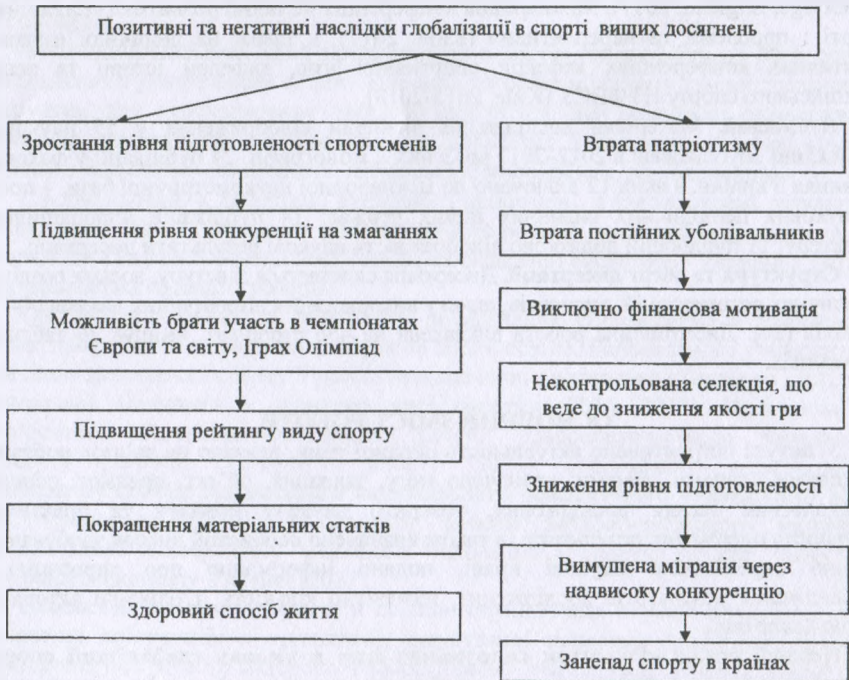 Позитивні та негативні наслідки глобалізації в спорті  вищих досягнень
Зростання рівня підготовленості спортсменів
Підвищення рівня конкуренції на змаганнях
Можливість брати участь в чемпіонатах
Європи та світу, Іграх Олімпіад
Підвищення рейтингу виду спорту
Покращення матеріальних статків
Здоровий спосіб життя
Втрата патріотизму
Втрата постійних уболівальників
Виключно фінансова мотивація
Неконтрольована селекція, що
веде до зниження якості гри
Зниження рівня підготовленості
Вимушена міграція через
надвисоку конкуренцію
Занепад спорту в країнах